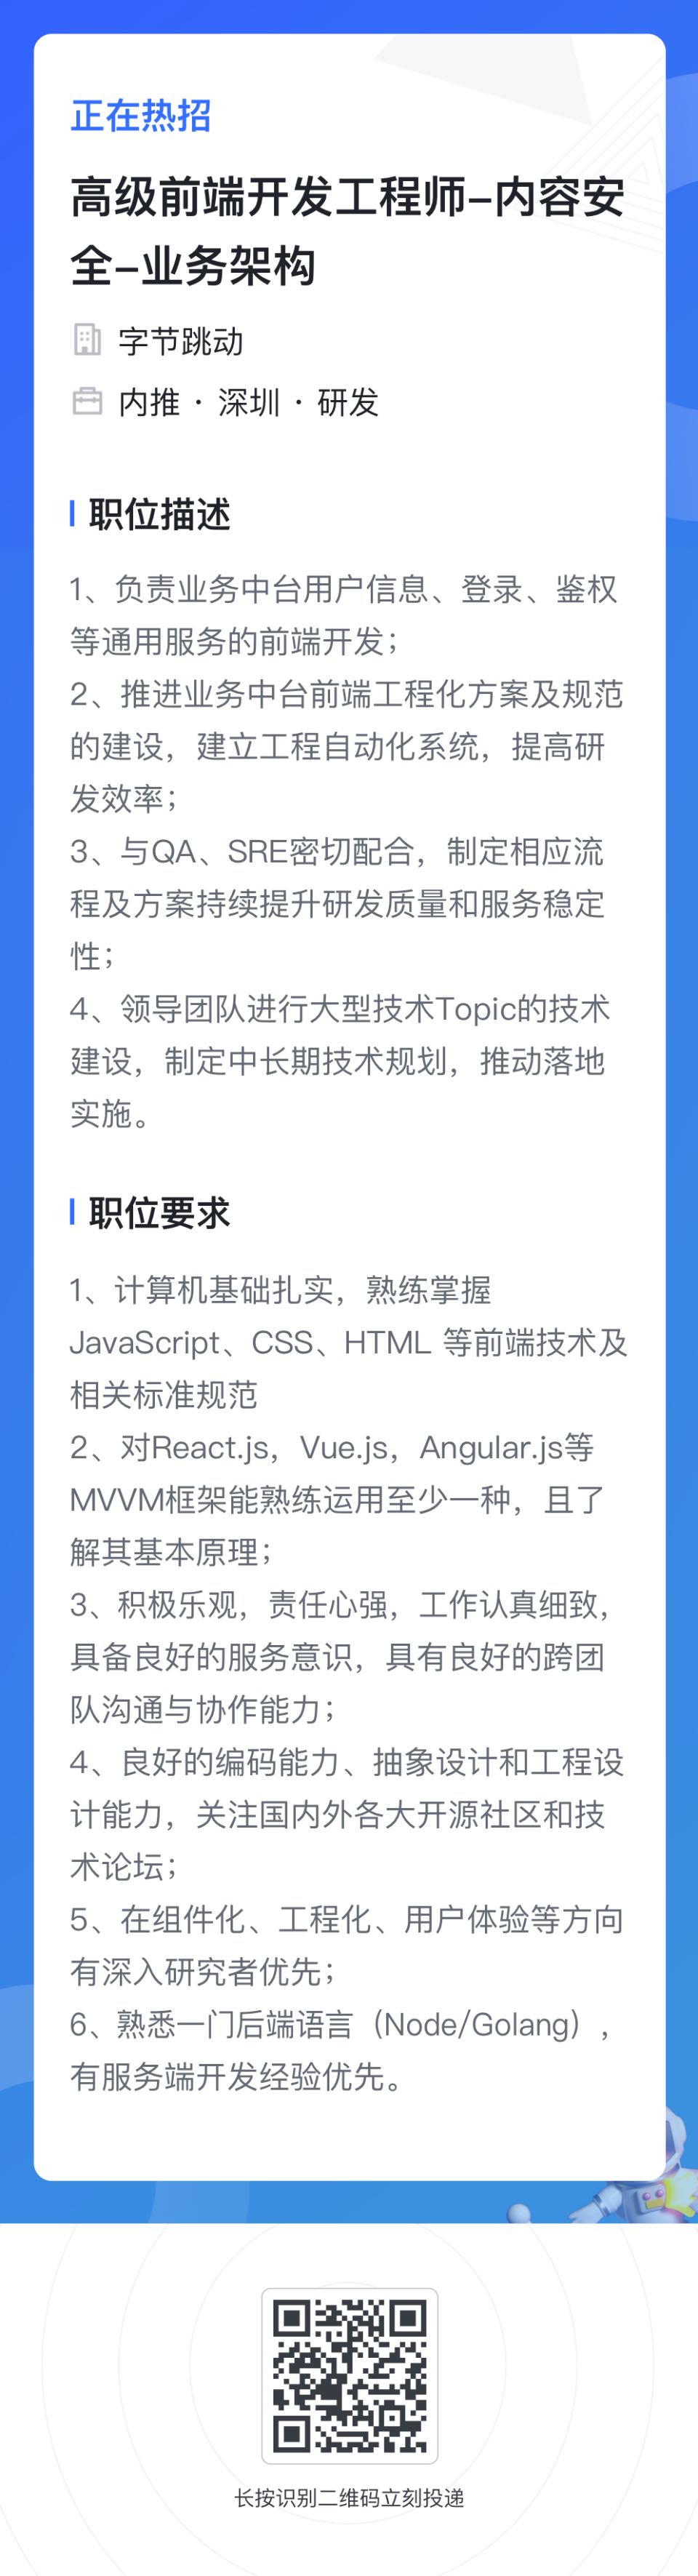 正在热招
高级前端开发工程师-内容安
全-业务架构
字节跳动
内推 · 深圳 · 研发
职位描述
1、负责业务中台用户信息、登录、鉴权
等通用服务的前端开发；
2、推进业务中台前端工程化方案及规范
的建设，建立工程自动化系统，提高研
发效率；
3、与QA、SRE密切配合，制定相应流
程及方案持续提升研发质量和服务稳定
性；
4、领导团队进行大型技术Topic的技术
建设，制定中长期技术规划，推动落地
实施。
职位要求
1、计算机基础扎实，熟练掌握
JavaScript、CSS、HTML 等前端技术及
相关标准规范
2、对React.js，Vue.js，Angular.js等
MVVM框架能熟练运用至少一种，且了
解其基本原理；
3、积极乐观，责任心强，工作认真细致，
具备良好的服务意识，具有良好的跨团
队沟通与协作能力；
4、良好的编码能力、抽象设计和工程设
计能力，关注国内外各大开源社区和技
术论坛；
5、在组件化、工程化、用户体验等方向
有深入研究者优先；
6、熟悉一门后端语言（Node/Golang），
有服务端开发经验优先。
长按识别二维码立刻投递